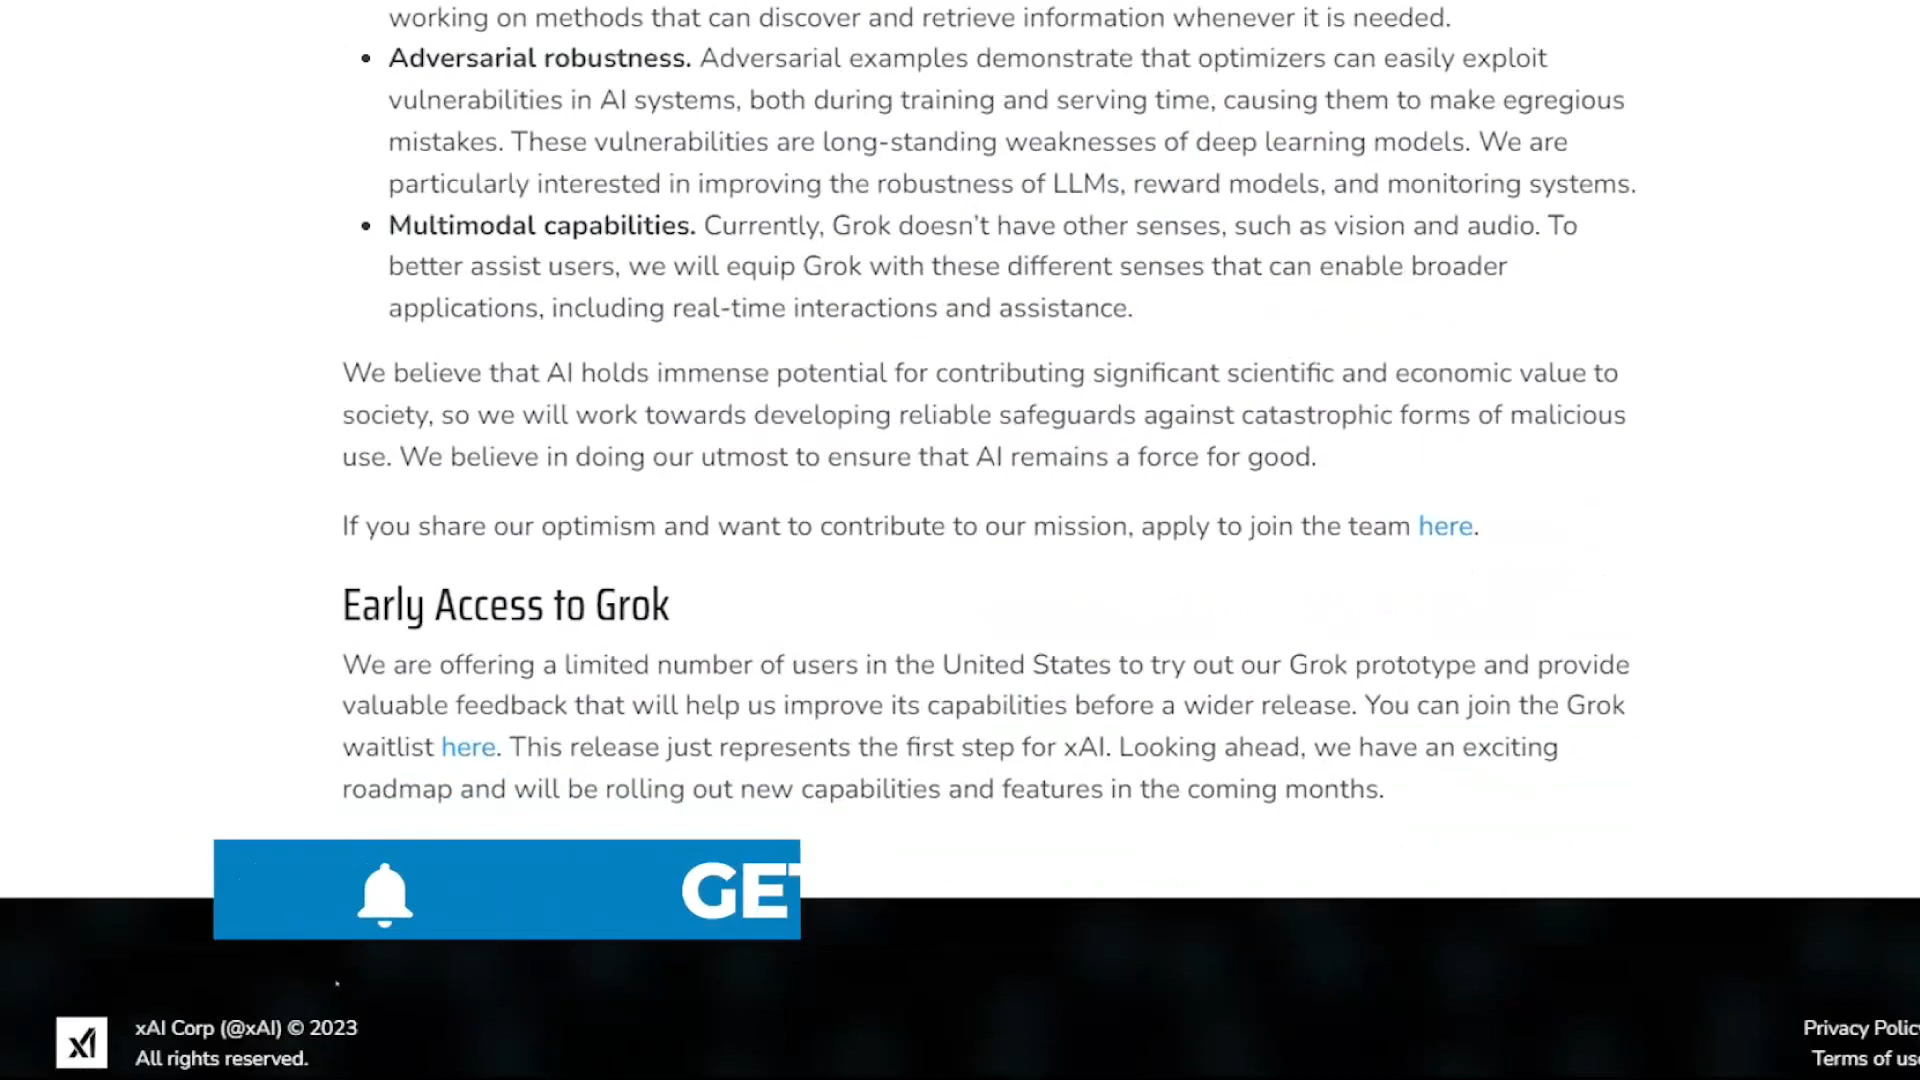 working on methods that can discover and retrieve information whenever it is needed.
• Adversarial robustness. Adversarial examples demonstrate that optimizers can easily exploit
vulnerabilities in AI systems, both during training and serving time, causing them to make egregious
mistakes. These vulnerabilities are long-standing weaknesses of deep learning models. We are
particularly interested in improving the robustness of LLMs, reward models, and monitoring systems.
• Multimodal capabilities. Currently, Grok doesn’t have other senses, such as vision and audio. To
better assist users, we will equip Grok with these different senses that can enable broader
applications, including real-time interactions and assistance.
We believe that AI holds immense potential for contributing significant scientific and economic value to
society, so we will work towards developing reliable safeguards against catastrophic forms of malicious
use. We believe in doing our utmost to ensure that AI remains a force for good.
If you share our optimism and want to contribute to our mission, apply to join the team here.
Early Access to Grok
We are offering a limited number of users in the United States to try out our Grok prototype and provide
valuable feedback that will help us improve its capabilities before a wider release. You can join the Grok
waitlist here. This release just represents the first step for xAI. Looking ahead, we have an exciting
roadmap and will be rolling out new capabilities and features in the coming months.
GET
xAI Corp (@xAI) © 2023
All rights reserved.
Privacy Policy
Terms of use